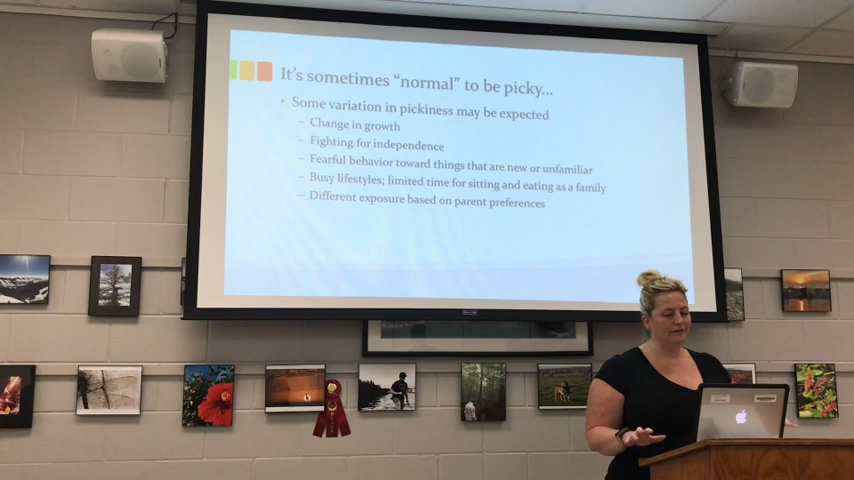 It's sometimes “normal” to be picky...
Some variation in pickiness may be expected
– Change in growth
– Fighting for independence
– Fearful behavior toward things that are new or unfamiliar
– Busy lifestyles; limited time for sitting and eating as a family
– Different exposure based on parent preferences